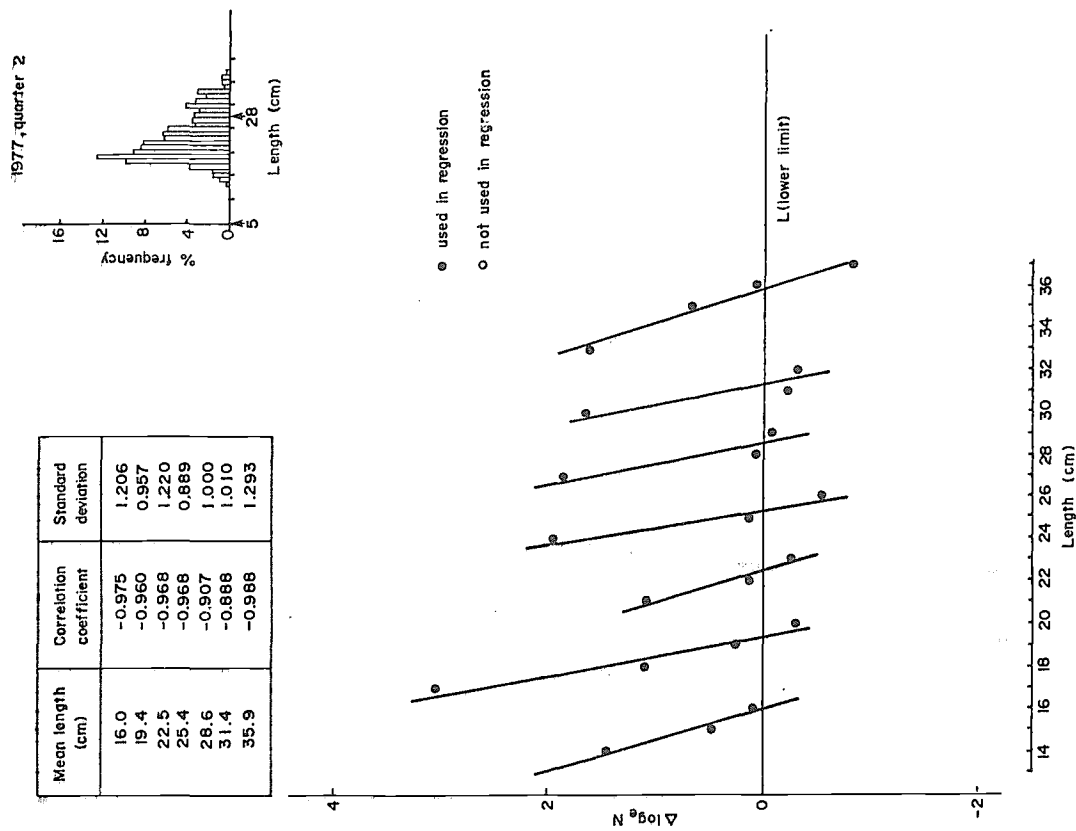 1977, quarter 2
% frequency
16
12
8
4
0
5
28
Length (cm)
Mean length (cm) Correlation coefficient Standard deviation
16.0 -0.975 1.206
19.4 -0.960 0.957
22.5 -0.968 1.220
25.4 -0.968 0.889
28.6 -0.907 1.000
31.4 -0.888 1.010
35.9 -0.988 1.293
used in regression
not used in regression
L(lower limit)
Δ logₑ N
4
2
0
-2
14 16 18 20 22 24 26 28 30 32 34 36
Length (cm)